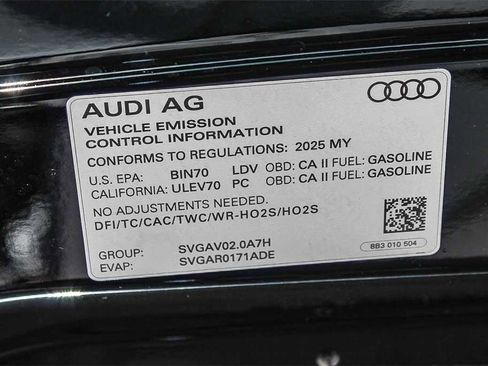 AUDI AG
VEHICLE EMISSION
CONTROL INFORMATION
CONFORMS TO REGULATIONS: 2025 MY
U.S. EPA: BIN70 LDV OBD: CA II FUEL: GASOLINE
CALIFORNIA: ULEV70 PC OBD: CA II FUEL: GASOLINE
NO ADJUSTMENTS NEEDED.
DFI/TC/CAC/TWC/WR-HO2S/HO2S
GROUP: SVGAV02.0A7H
EVAP: SVGAR0171ADE
8B3 010 504